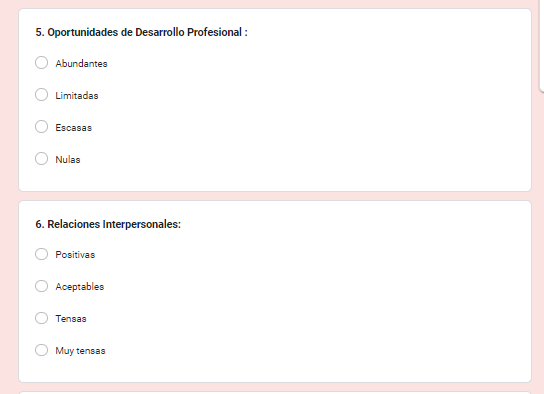 5. Oportunidades de Desarrollo Profesional :
Abundantes
Limitadas
Escasas
Nulas
6. Relaciones Interpersonales:
Positivas
Aceptables
Tensas
Muy tensas